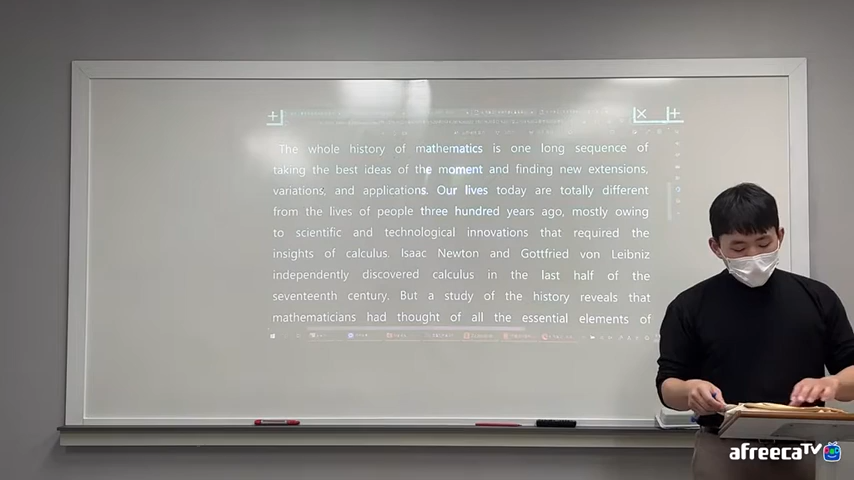 The whole history of mathematics is one long sequence of
taking the best ideas of the moment and finding new extensions,
variations, and applications. Our lives today are totally different
from the lives of people three hundred years ago, mostly owing
to scientific and technological innovations that required the
insights of calculus. Isaac Newton and Gottfried von Leibniz
independently discovered calculus in the last half of the
seventeenth century. But a study of the history reveals that
mathematicians had thought of all the essential elements of
afreecaTV